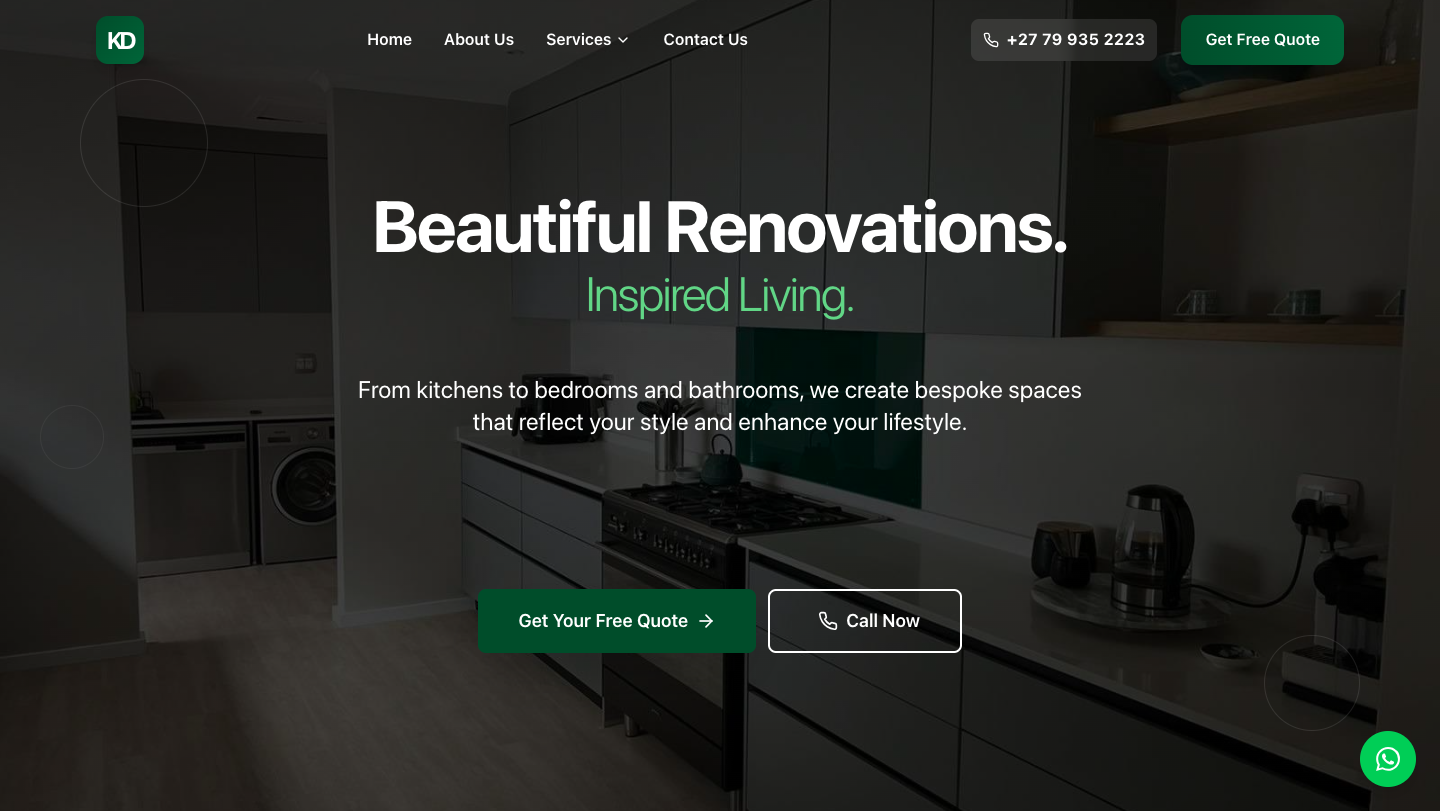 KD
Home
About Us
Services
Contact Us
+27 79 935 2223
Get Free Quote
Beautiful Renovations.
Inspired Living.
From kitchens to bedrooms and bathrooms, we create bespoke spaces
that reflect your style and enhance your lifestyle.
Get Your Free Quote
Call Now